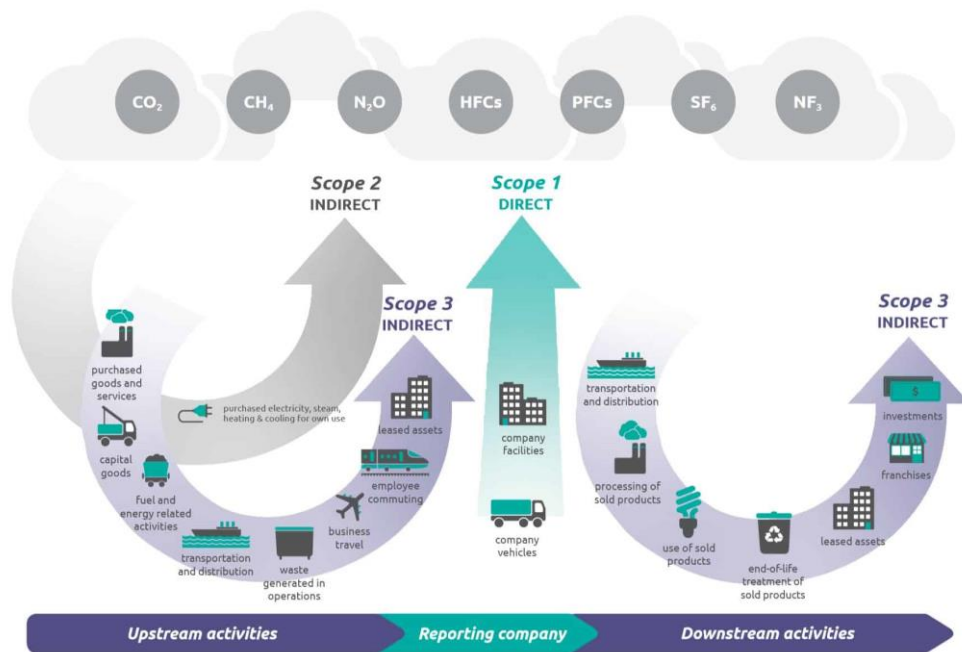 CO₂
CH₄
N₂O
HFCs
PFCs
SF₆
NF₃
Scope 2
INDIRECT
Scope 1
DIRECT
Scope 3
INDIRECT
Scope 3
INDIRECT
purchased
goods and
services
capital
goods
fuel and
energy related
activities
transportation
and distribution
waste
generated in
operations
business
travel
employee
commuting
leased assets
purchased electricity, steam,
heating & cooling for own use
company
facilities
company
vehicles
transportation
and distribution
processing of
sold products
use of sold
products
end-of-life
treatment of
sold products
leased assets
franchises
$
investments
Upstream activities
Reporting company
Downstream activities